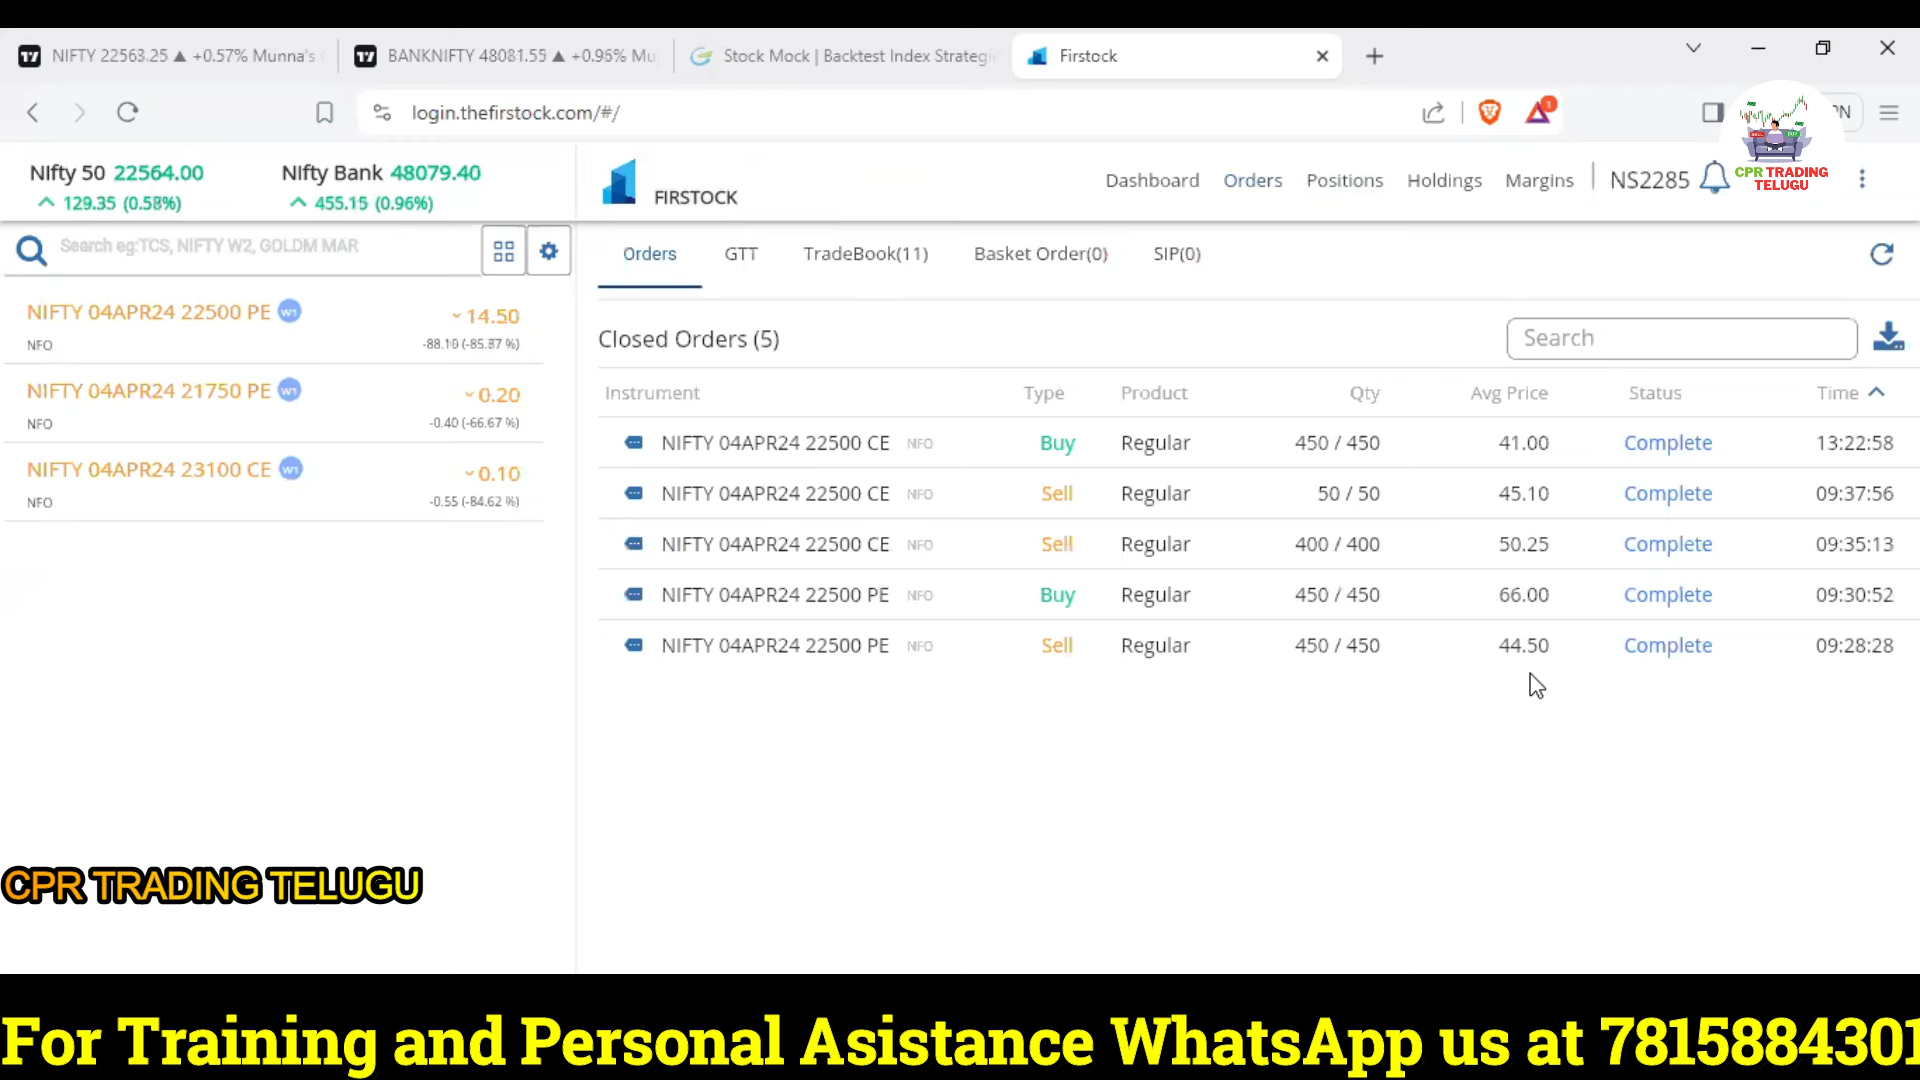 NIFTY 22563.25 ▲ +0.57% Munna's
BANKNIFTY 48081.55 ▲ +0.96% Mu
Stock Mock | Backtest Index Strategi
Firstock
login.thefirstock.com/#/
1
PN
CPR TRADING
TELUGU
NIfty 50 22564.00
129.35 (0.58%)
NIfty Bank 48079.40
455.15 (0.96%)
FIRSTOCK
Dashboard Orders Positions Holdings Margins NS2285
Search eg:TCS, NIFTY W2, GOLDM MAR
Orders GTT TradeBook(11) Basket Order(0) SIP(0)
NIFTY 04APR24 22500 PE W1 14.50
NFO -88.10 (-85.87 %)
NIFTY 04APR24 21750 PE W1 0.20
NFO -0.40 (-66.67 %)
NIFTY 04APR24 23100 CE W1 0.10
NFO -0.55 (-84.62 %)
Closed Orders (5) Search
Instrument Type Product Qty Avg Price Status Time
NIFTY 04APR24 22500 CE NFO Buy Regular 450 / 450 41.00 Complete 13:22:58
NIFTY 04APR24 22500 CE NFO Sell Regular 50 / 50 45.10 Complete 09:37:56
NIFTY 04APR24 22500 CE NFO Sell Regular 400 / 400 50.25 Complete 09:35:13
NIFTY 04APR24 22500 PE NFO Buy Regular 450 / 450 66.00 Complete 09:30:52
NIFTY 04APR24 22500 PE NFO Sell Regular 450 / 450 44.50 Complete 09:28:28
CPR TRADING TELUGU
For Training and Personal Asistance WhatsApp us at 7815884301